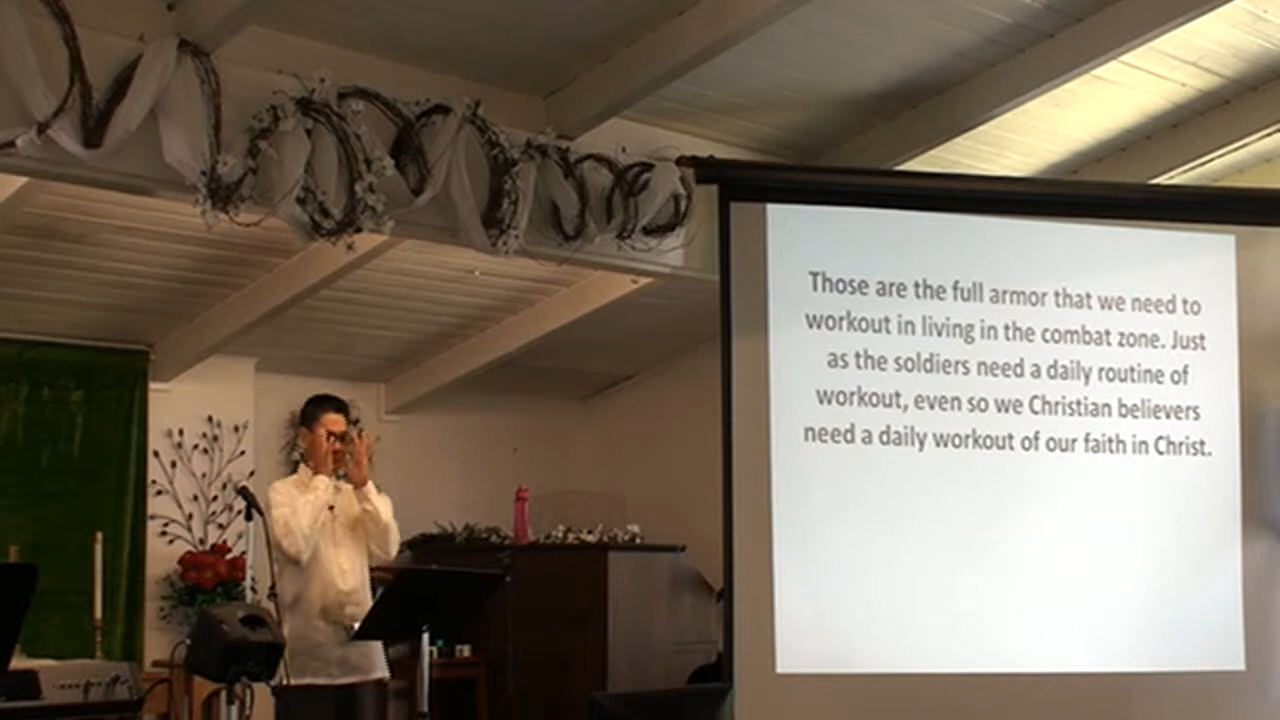 Those are the full armor that we need to
workout in living in the combat zone. Just
as the soldiers need a daily routine of
workout, even so we Christian believers
need a daily workout of our faith in Christ.